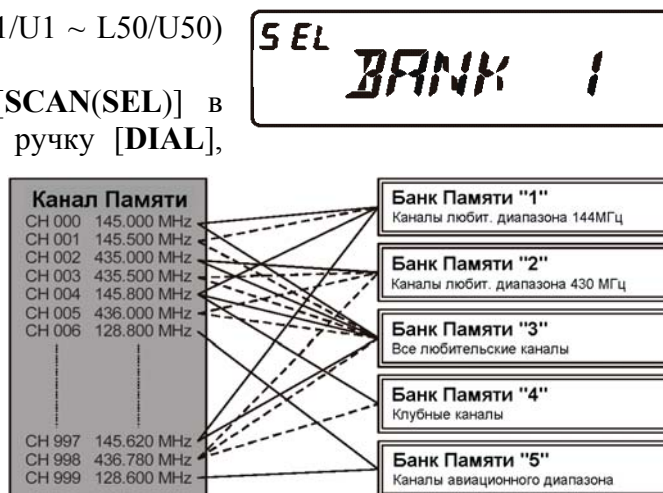 1/U1 ~ L50/U50)
[SCAN(SEL)] в
ручку [DIAL],
SEL
BANK 1
Канал Памяти
CH 000 145.000 MHz
CH 001 145.500 MHz
CH 002 435.000 MHz
CH 003 435.500 MHz
CH 004 145.800 MHz
CH 005 436.000 MHz
CH 006 128.800 MHz
CH 997 145.620 MHz
CH 998 436.780 MHz
CH 999 128.600 MHz
Банк Памяти "1"
Каналы любит. диапазона 144МГц
Банк Памяти "2"
Каналы любит. диапазона 430 МГц
Банк Памяти "3"
Все любительские каналы
Банк Памяти "4"
Клубные каналы
Банк Памяти "5"
Каналы авиационного диапазона